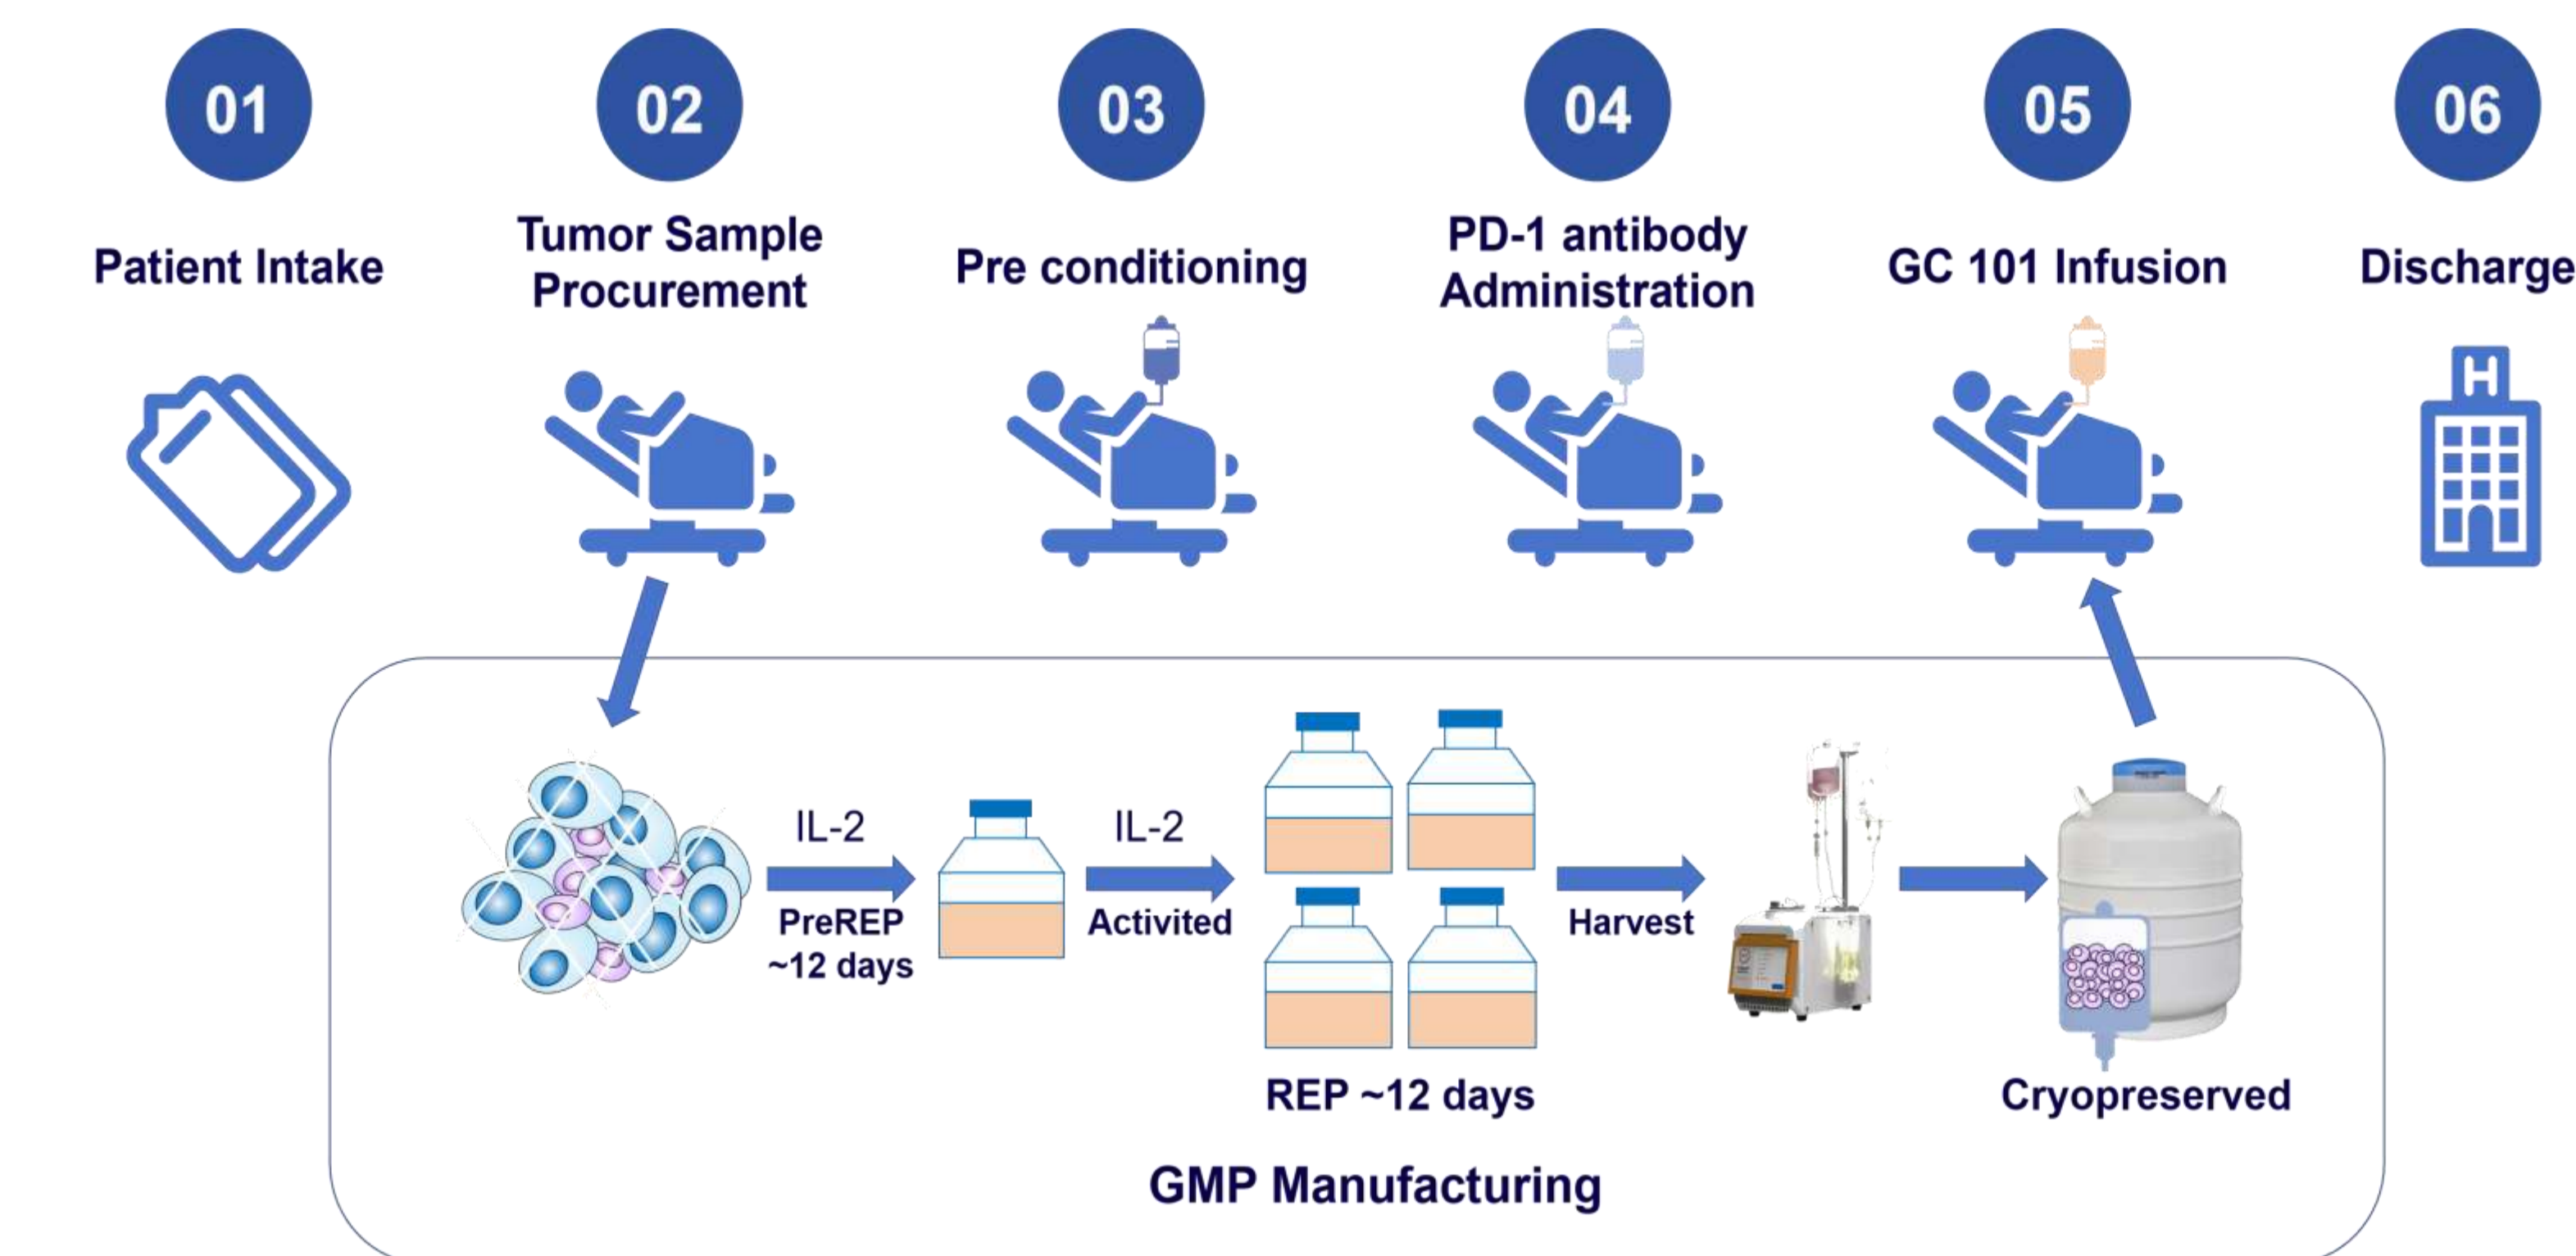 01
02
03
04
05
06
Patient Intake
Tumor Sample
Procurement
Pre conditioning
PD-1 antibody
Administration
GC 101 Infusion
Discharge
IL-2
PreREP
~12 days
IL-2
Activited
Harvest
REP ~12 days
Cryopreserved
GMP Manufacturing